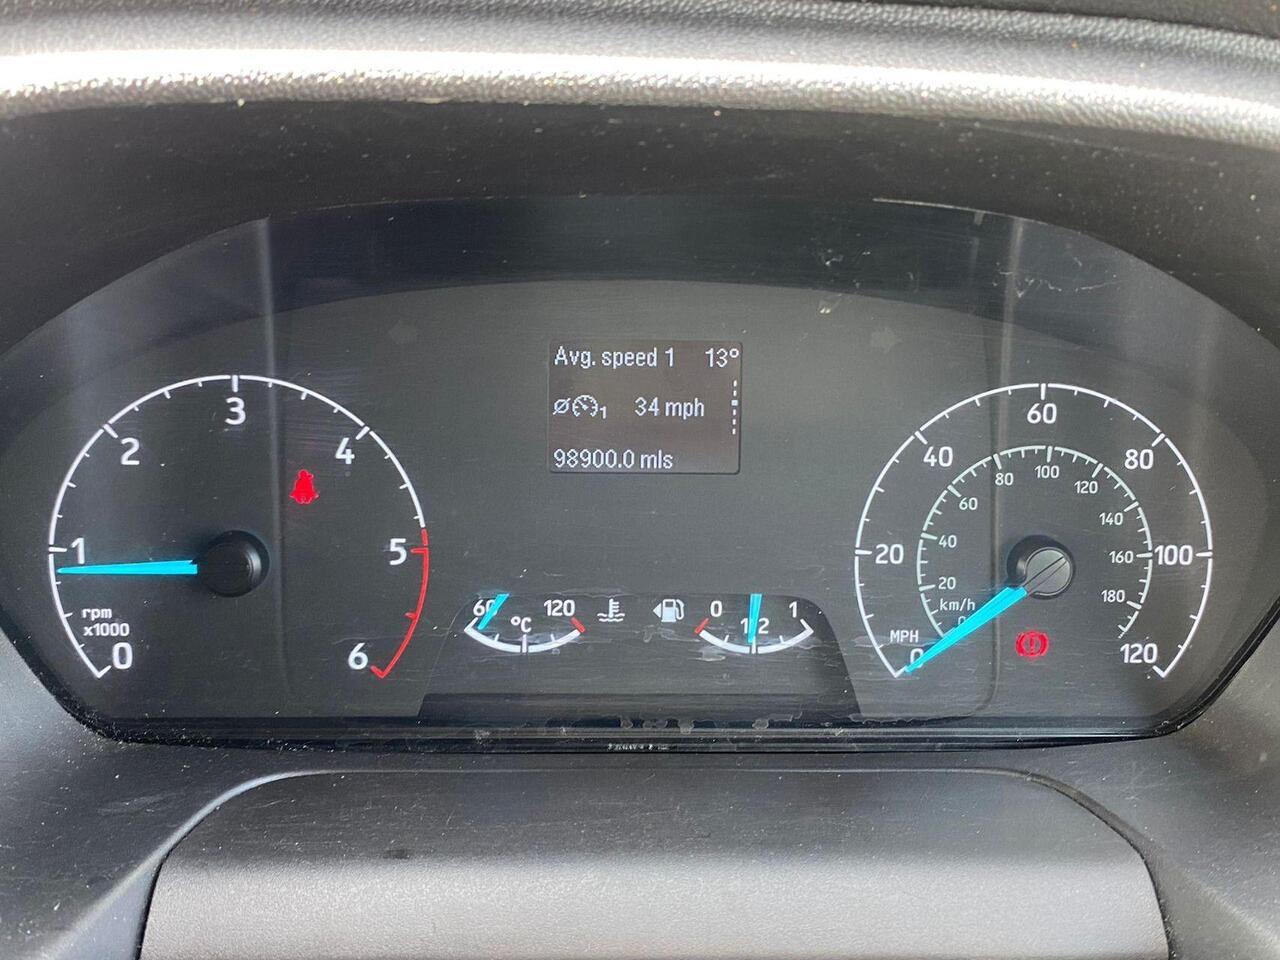 Avg. speed 1 13°
Ø 1 34 mph
98900.0 mls
0 1 2 3 4 5 6
rpm
x1000
60 °C 120
0 1/2 1
0 20 40 60 80 100 120
MPH
20 40 60 80 100 120 140 160 180
km/h